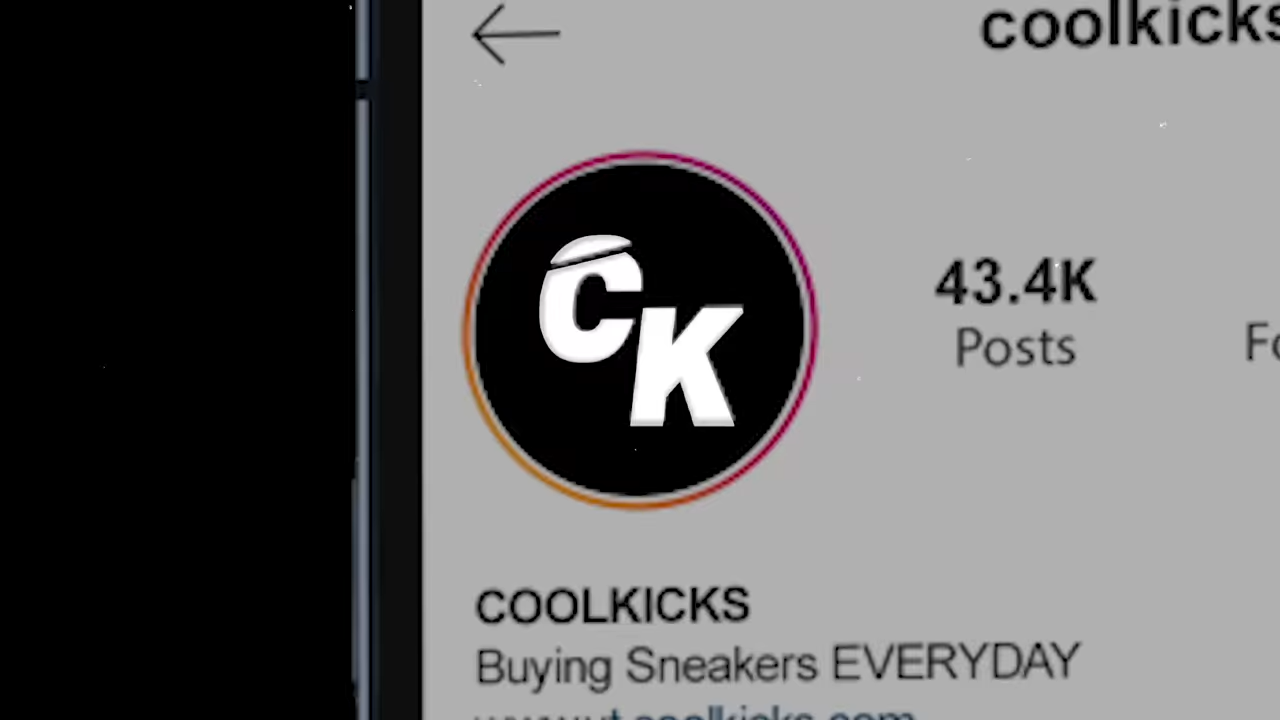 coolkicks
CK
43.4K
Posts
COOLKICKS
Buying Sneakers EVERYDAY